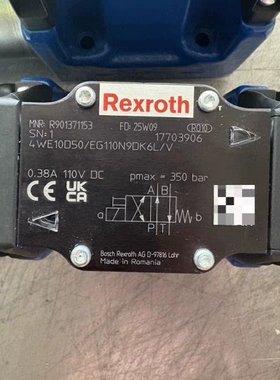 Rexroth
MNR: R901371153 FD: 25W09 RO10
SN: 1 17703906
4WE10D50/EG110N9DK6L/V
0.38A 110V DC pmax = 350 bar
CE UK CA
A B
a b
P T
Bosch Rexroth AG D-97816 Lohr
Made in Romania